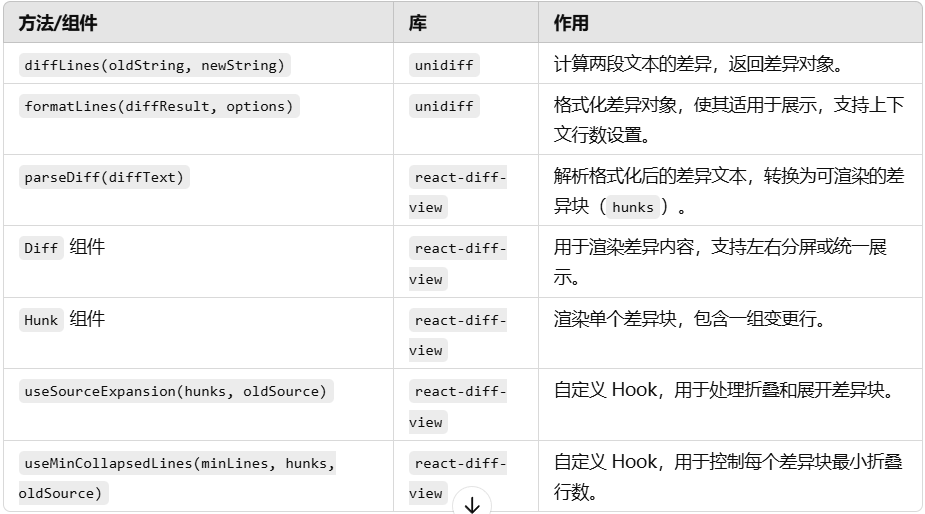 方法/组件 库 作用
diffLines(oldString, newString) unidiff 计算两段文本的差异，返回差异对象。
formatLines(diffResult, options) unidiff 格式化差异对象，使其适用于展示，支持上下
文行数设置。
parseDiff(diffText) react-diff- 解析格式化后的差异文本，转换为可渲染的差
view 异块（hunks）。
Diff 组件 react-diff- 用于渲染差异内容，支持左右分屏或统一展
view 示。
Hunk 组件 react-diff- 渲染单个差异块，包含一组变更行。
view
useSourceExpansion(hunks, oldSource) react-diff- 自定义 Hook，用于处理折叠和展开差异块。
view
useMinCollapsedLines(minLines, hunks, react-diff- 自定义 Hook，用于控制每个差异块最小折叠
oldSource) view 行数。